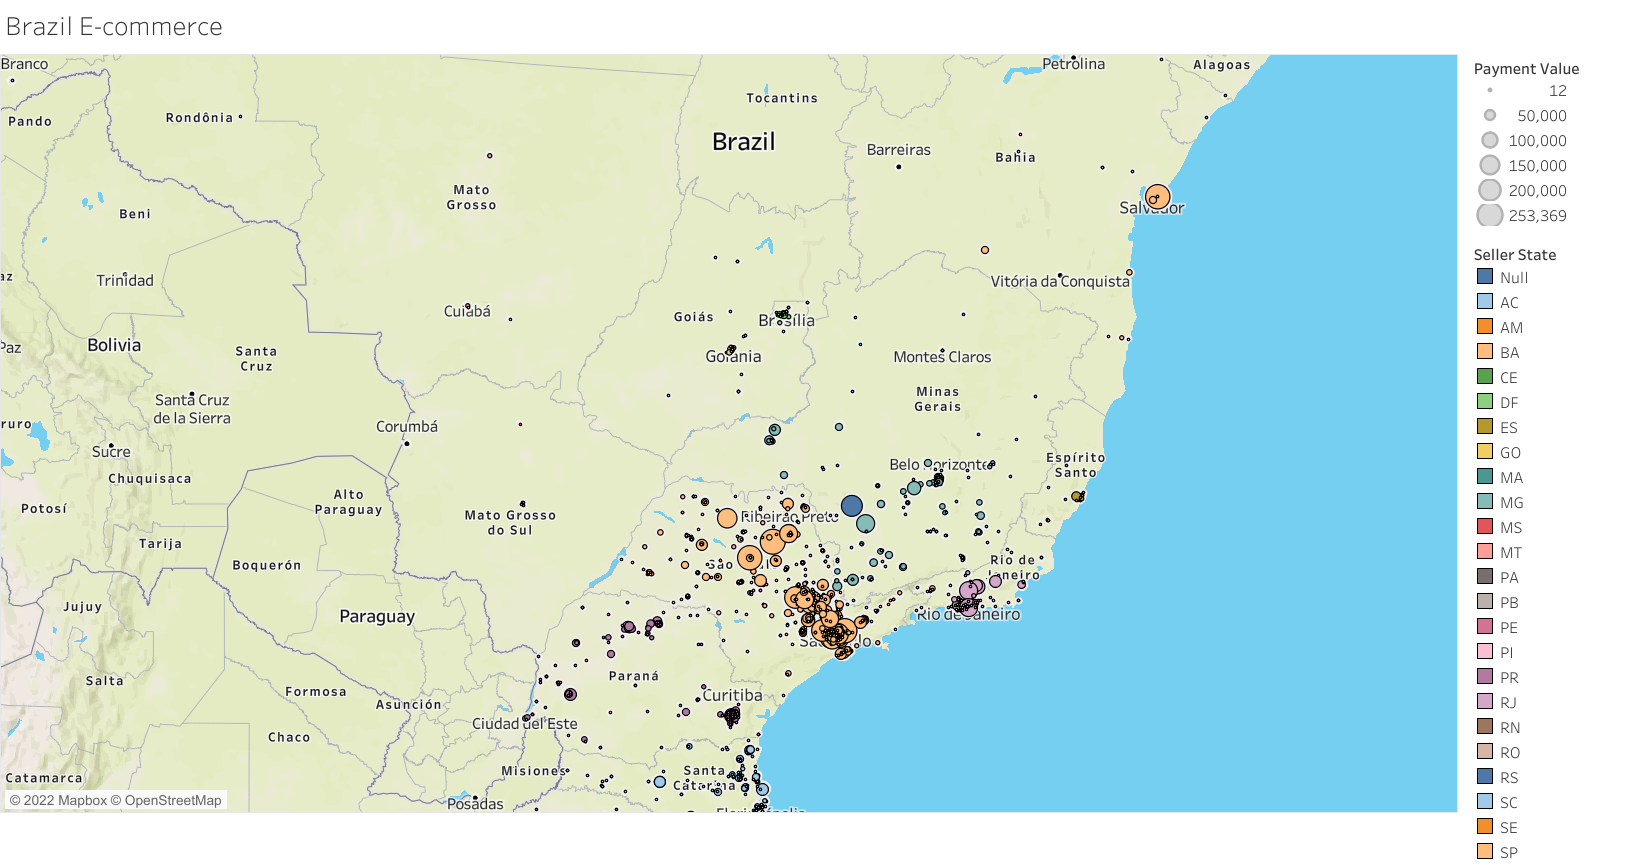 Brazil E-commerce
Branco
Petrolina
Alagoas
Tocantins
Pando
Rondônia
Brazil
Barreiras
Bahia
Mato
Grosso
Beni
Salvador
az
Trinidad
Vitória da Conquista
Cuiabá
Goiás
Brasília
Paz
Bolivia
Santa
Cruz
Goiânia
Montes Claros
Minas
Gerais
Santa Cruz
de la Sierra
ruro
Corumbá
Sucre
Belo Horizonte
Espírito
Santo
Chuquisaca
Alto
Paraguay
Potosí
Mato Grosso
do Sul
Ribeirão Preto
Tarija
Boquerón
Rio de
Janeiro
Jujuy
Paraguay
Rio de Janeiro
São Paulo
Salta
Paraná
Formosa
Asunción
Curitiba
Ciudad del Este
Chaco
Misiones
Santa
Catarina
Catamarca
Posadas
© 2022 Mapbox © OpenStreetMap
Payment Value
12
50,000
100,000
150,000
200,000
253,369
Seller State
Null
AC
AM
BA
CE
DF
ES
GO
MA
MG
MS
MT
PA
PB
PE
PI
PR
RJ
RN
RO
RS
SC
SE
SP